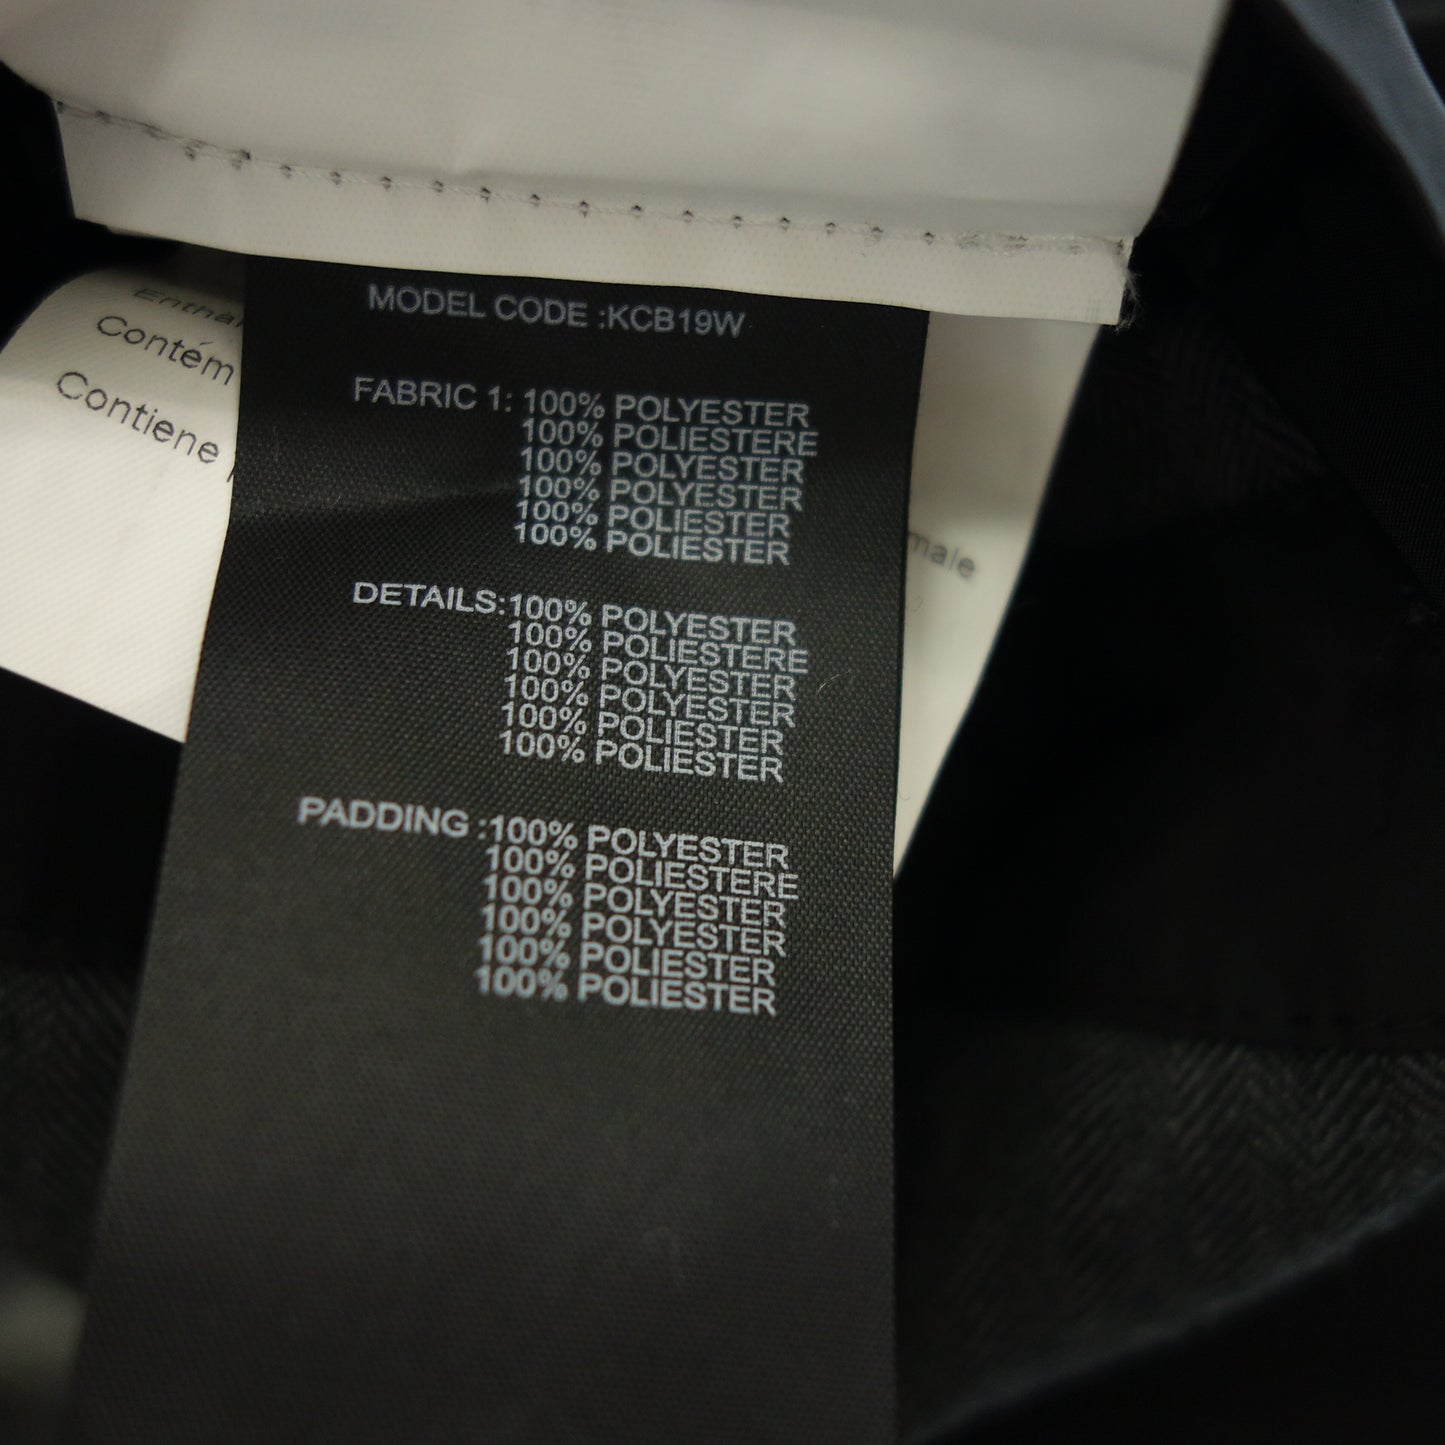 MODEL CODE :KCB19W
FABRIC 1: 100% POLYESTER
100% POLIESTERE
100% POLYESTER
100% POLYESTER
100% POLIESTER
100% POLIESTER
DETAILS:100% POLYESTER
100% POLIESTERE
100% POLYESTER
100% POLYESTER
100% POLIESTER
100% POLIESTER
PADDING :100% POLYESTER
100% POLIESTERE
100% POLYESTER
100% POLYESTER
100% POLIESTER
100% POLIESTER
Contém
Contiene
male